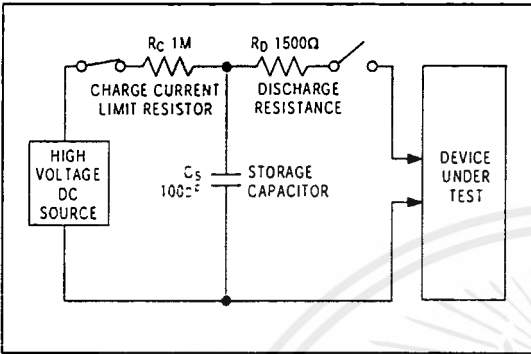 RC 1M
RD 1500Ω
CHARGE CURRENT
LIMIT RESISTOR
DISCHARGE
RESISTANCE
HIGH
VOLTAGE
DC
SOURCE
STORAGE
CAPACITOR
DEVICE
UNDER
TEST